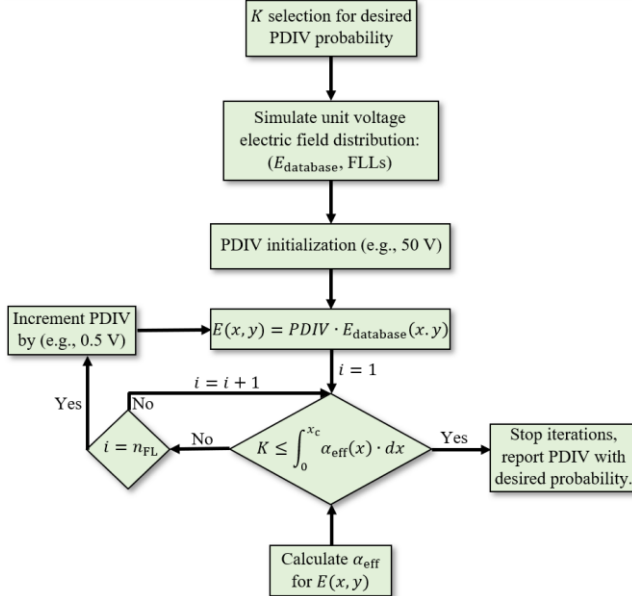 K selection for desired
PDIV probability
Simulate unit voltage
electric field distribution:
(E_database, FLLs)
PDIV initialization (e.g., 50 V)
Increment PDIV
by (e.g., 0.5 V)
E(x, y) = PDIV · E_database(x. y)
i = 1
i = i + 1
Yes
No
i = n_FL
No
K ≤ ∫_0^{x_c} α_eff(x) · dx
Yes
Stop iterations,
report PDIV with
desired probability.
Calculate α_eff
for E(x, y)